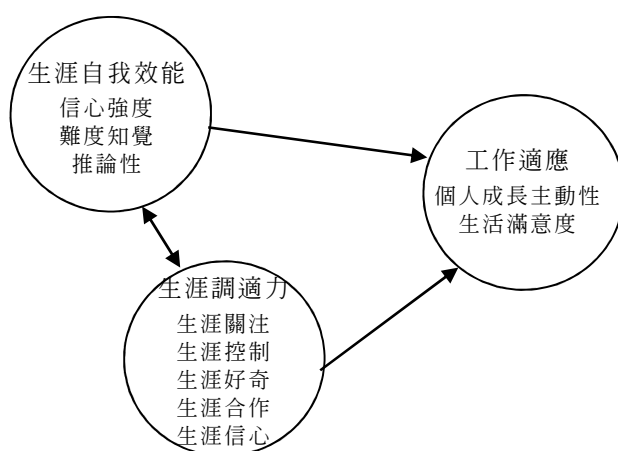 生涯自我效能
信心強度
難度知覺
推論性
工作適應
個人成長主動性
生活滿意度
生涯調適力
生涯關注
生涯控制
生涯好奇
生涯合作
生涯信心